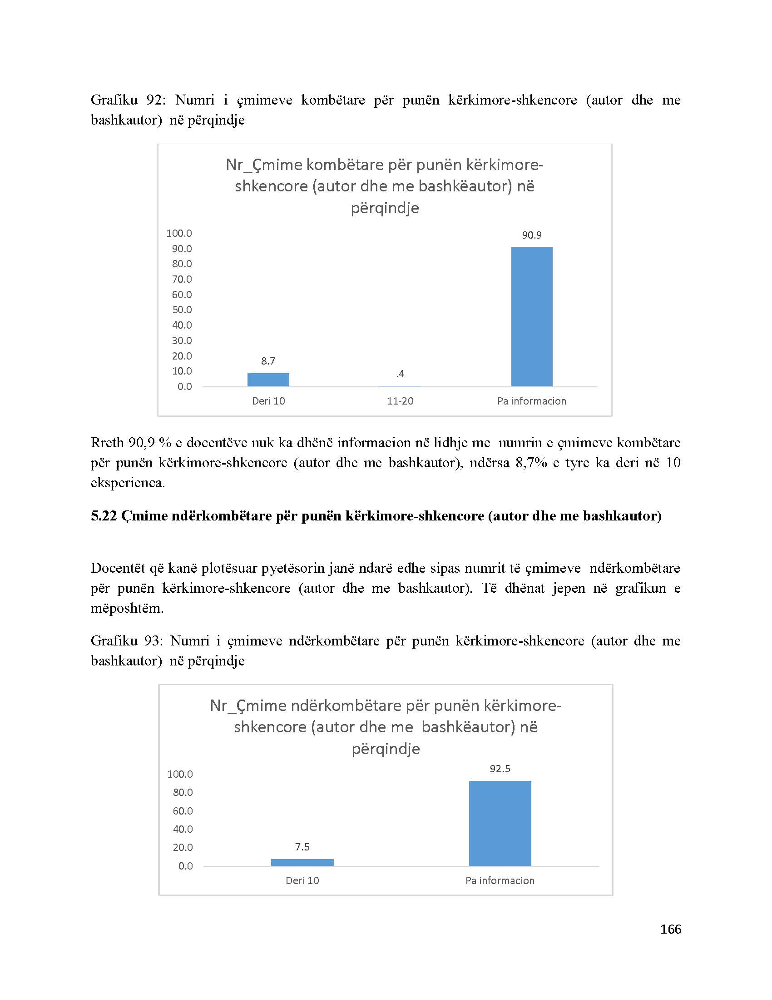 Grafiku 92: Numri i çmimeve kombëtare për punën kërkimore-shkencore (autor dhe me
bashkautor) në përqindje
Nr_Çmime kombëtare për punën kërkimore-
shkencore (autor dhe me bashkëautor) në
përqindje
100.0
90.0
80.0
70.0
60.0
50.0
40.0
30.0
20.0
10.0
0.0
8.7
.4
90.9
Deri 10
11-20
Pa informacion
Rreth 90,9 % e docentëve nuk ka dhënë informacion në lidhje me numrin e çmimeve kombëtare
për punën kërkimore-shkencore (autor dhe me bashkautor), ndërsa 8,7% e tyre ka deri në 10
eksperienca.
5.22 Çmime ndërkombëtare për punën kërkimore-shkencore (autor dhe me bashkautor)
Docentët që kanë plotësuar pyetësorin janë ndarë edhe sipas numrit të çmimeve ndërkombëtare
për punën kërkimore-shkencore (autor dhe me bashkautor). Të dhënat jepen në grafikun e
mëposhtëm.
Grafiku 93: Numri i çmimeve ndërkombëtare për punën kërkimore-shkencore (autor dhe me
bashkautor) në përqindje
Nr_Çmime ndërkombëtare për punën kërkimore-
shkencore (autor dhe me bashkëautor) në
përqindje
100.0
80.0
60.0
40.0
20.0
0.0
7.5
92.5
Deri 10
Pa informacion
166